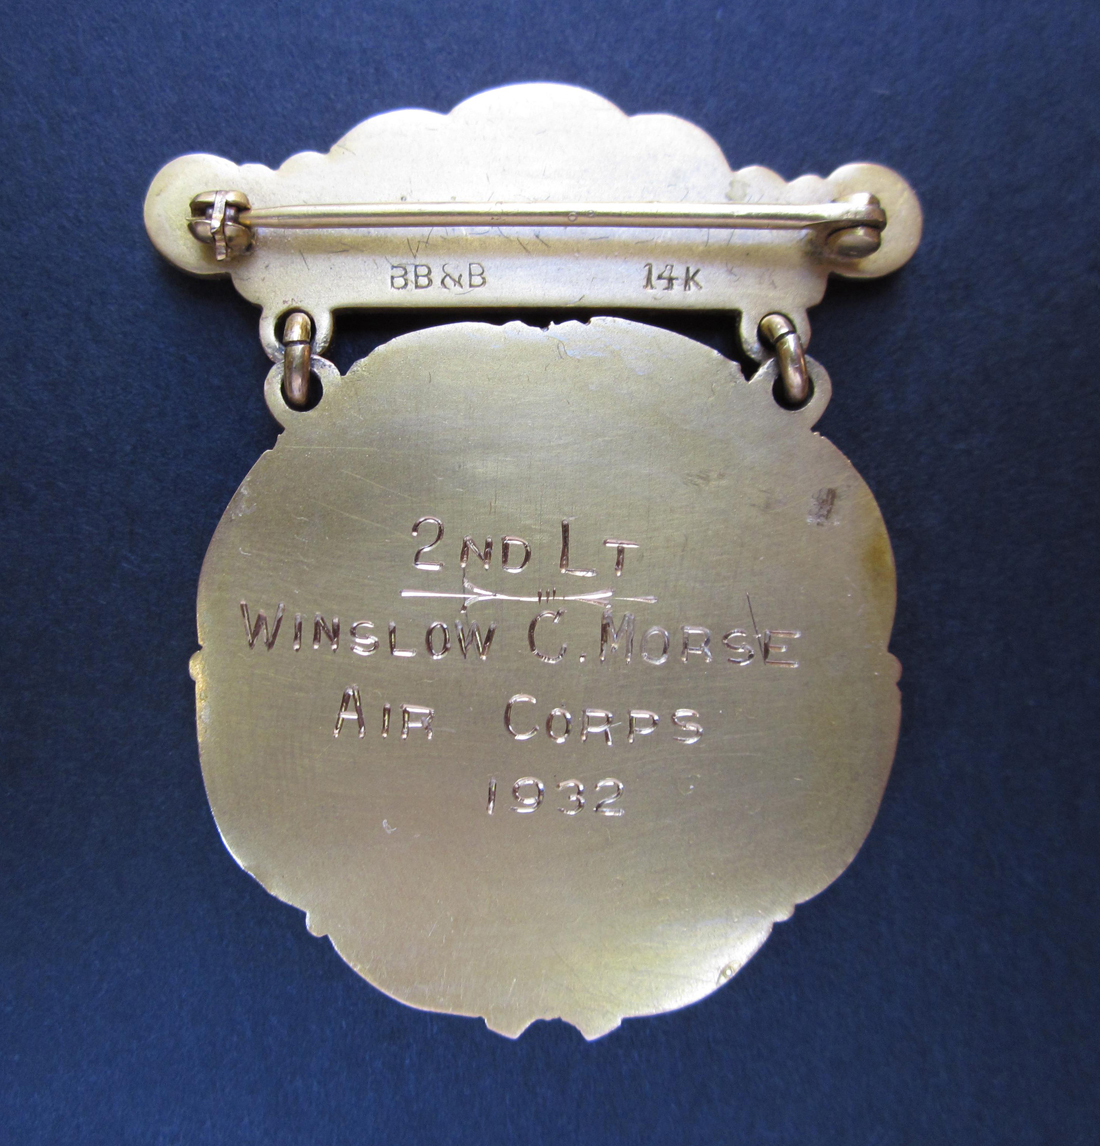 BB&B 14K
2ND LT
WINSLOW C. MORSE
AIR CORPS
1932